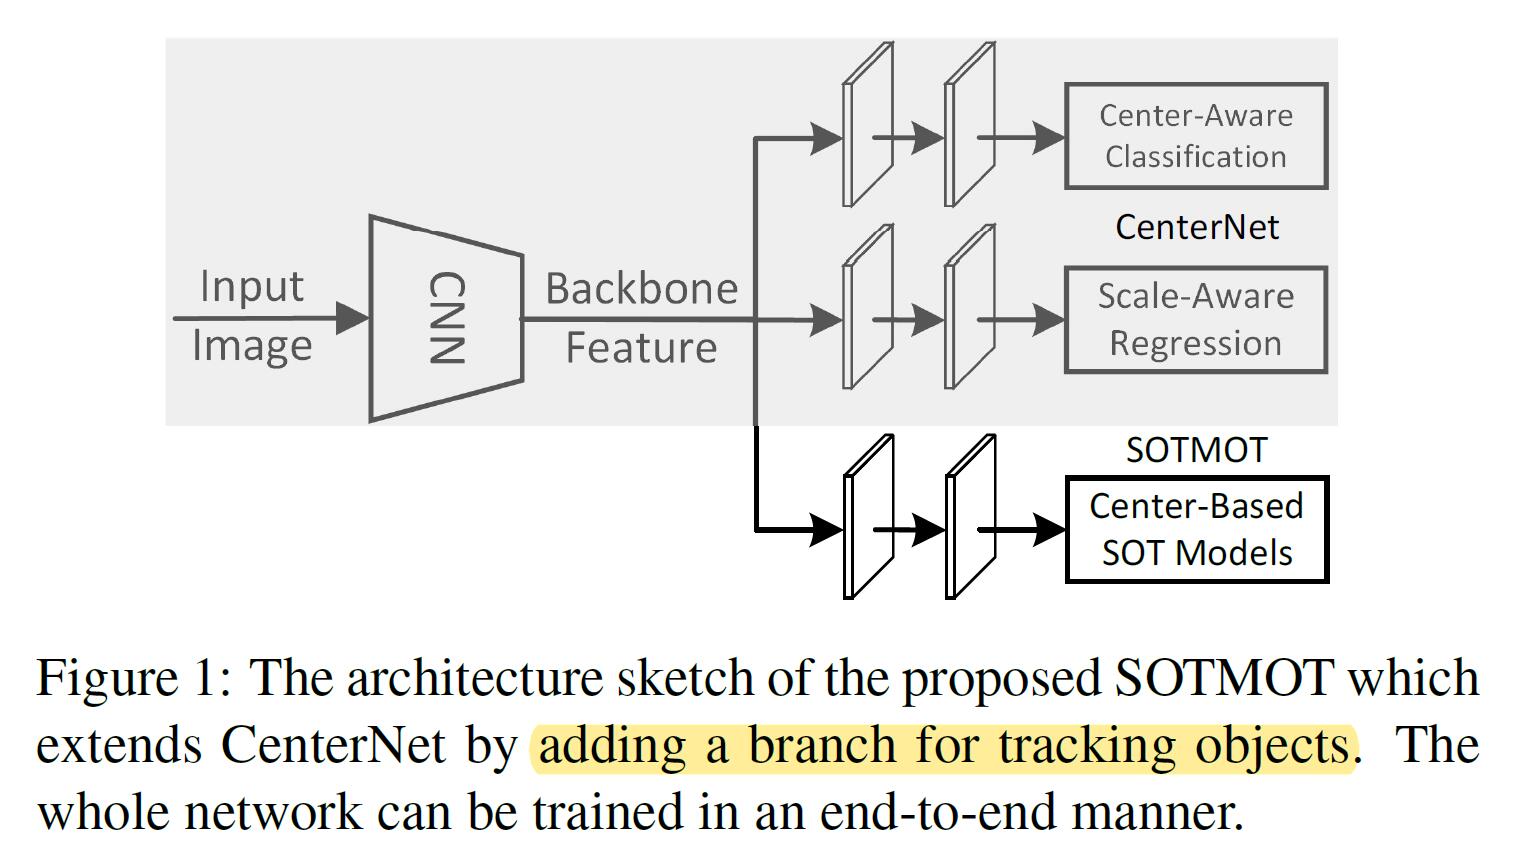 Center-Aware
Classification
CenterNet
Input
Image
CNN
Backbone
Feature
Scale-Aware
Regression
SOTMOT
Center-Based
SOT Models
Figure 1: The architecture sketch of the proposed SOTMOT which
extends CenterNet by adding a branch for tracking objects. The
whole network can be trained in an end-to-end manner.